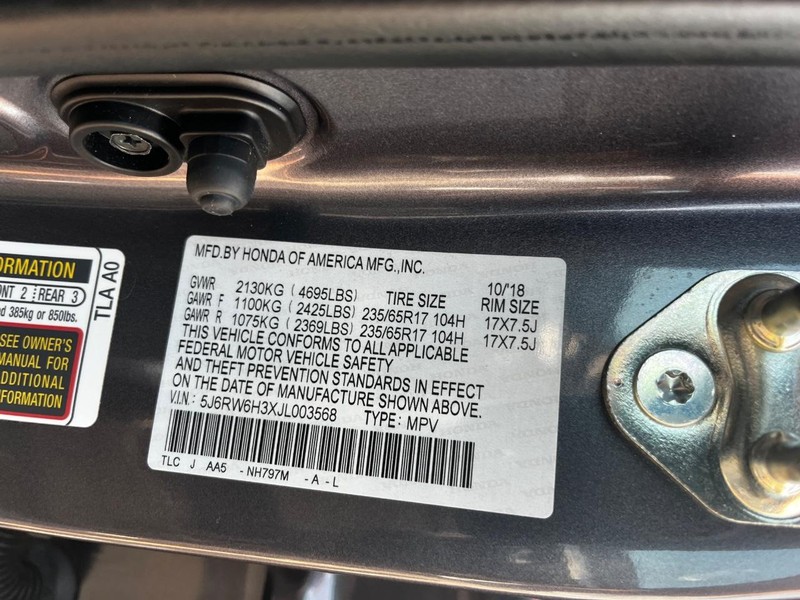 ORMATION
ONT 2 REAR 3
d 385kg or 850lbs.
SEE OWNER'S
MANUAL FOR
ADDITIONAL
INFORMATION
TLA A0
MFD.BY HONDA OF AMERICA MFG.,INC.
10/'18
GVWR 2130KG ( 4695LBS) TIRE SIZE RIM SIZE
GAWR F 1100KG ( 2425LBS) 235/65R17 104H 17X7.5J
GAWR R 1075KG ( 2369LBS) 235/65R17 104H 17X7.5J
THIS VEHICLE CONFORMS TO ALL APPLICABLE
FEDERAL MOTOR VEHICLE SAFETY
AND THEFT PREVENTION STANDARDS IN EFFECT
ON THE DATE OF MANUFACTURE SHOWN ABOVE.
V.I.N: 5J6RW6H3XJL003568 TYPE: MPV
TLC J AA5 - NH797M - A - L